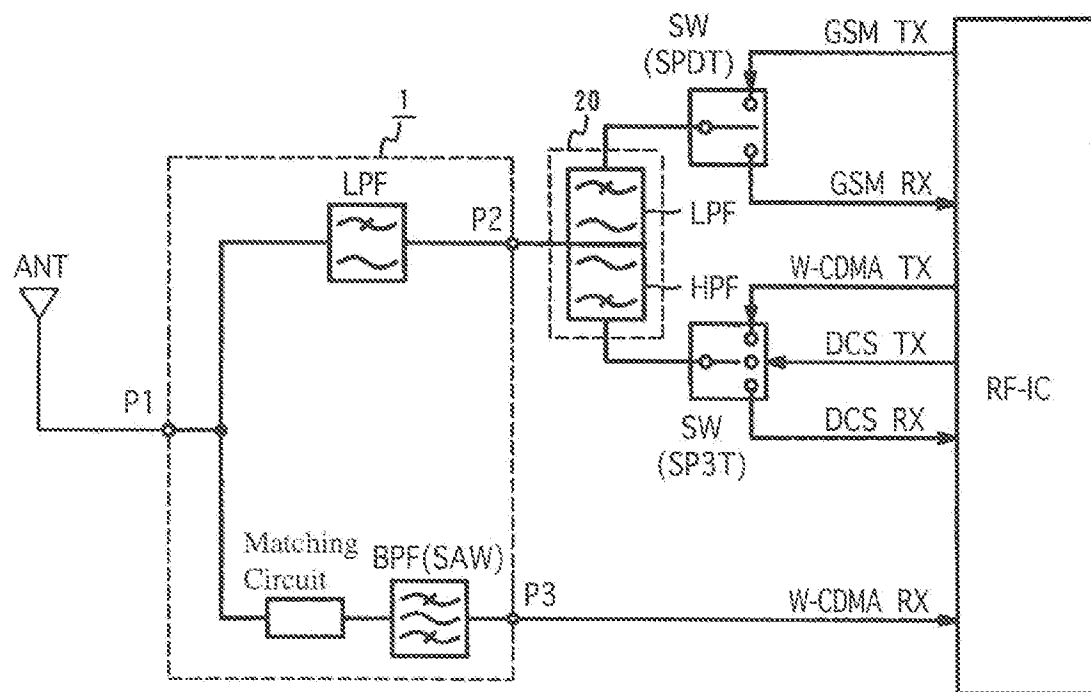 SW
(SPDT)
GSM TX
1
20
LPF
GSM RX
P2
LPF
ANT
W-CDMA TX
HPF
DCS TX
RF-IC
P1
DCS RX
SW
(SP3T)
Matching
Circuit
BPF(SAW)
P3
W-CDMA RX